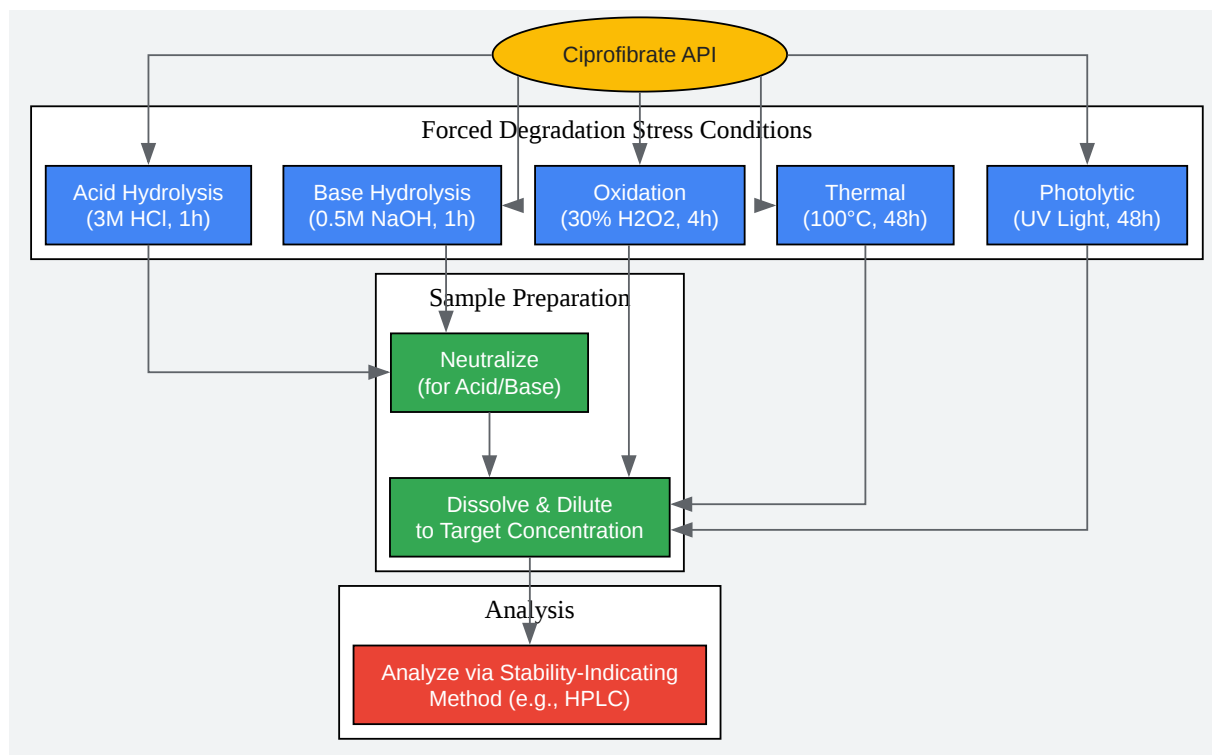 Ciprofibrate API
Forced Degradation Stress Conditions
Acid Hydrolysis
(3M HCl, 1h)
Base Hydrolysis
(0.5M NaOH, 1h)
Oxidation
(30% H2O2, 4h)
Thermal
(100°C, 48h)
Photolytic
(UV Light, 48h)
Sample Preparation
Neutralize
(for Acid/Base)
Dissolve & Dilute
to Target Concentration
Analysis
Analyze via Stability-Indicating
Method (e.g., HPLC)